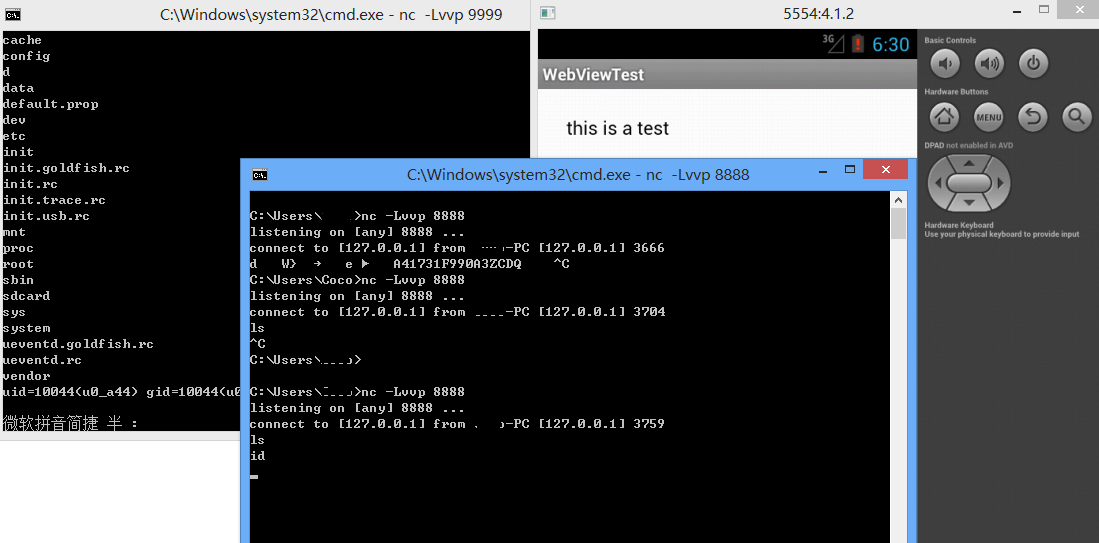 C:\Windows\system32\cmd.exe - nc -Lvvp 9999
cache
config
d
data
default.prop
dev
etc
init
init.goldfish.rc
init.rc
init.trace.rc
init.usb.rc
mnt
proc
root
sbin
sdcard
sys
system
ueventd.goldfish.rc
ueventd.rc
vendor
uid=10044(u0_a44) gid=10044(u0
微软拼音简捷 半 :
5554:4.1.2
3G
6:30
WebViewTest
this is a test
Basic Controls
Hardware Buttons
MENU
DPAD not enabled in AVD
Hardware Keyboard
Use your physical keyboard to provide input
C:\Windows\system32\cmd.exe - nc -Lvvp 8888
C:\Users\ >nc -Lvvp 8888
listening on [any] 8888 ...
connect to [127.0.0.1] from -PC [127.0.0.1] 3666
d W} → e ► A41731F990A3ZCDQ ^C
C:\Users\Coco>nc -Lvvp 8888
listening on [any] 8888 ...
connect to [127.0.0.1] from -PC [127.0.0.1] 3704
ls
^C
C:\Users\ >
C:\Users\ >nc -Lvvp 8888
listening on [any] 8888 ...
connect to [127.0.0.1] from -PC [127.0.0.1] 3759
ls
id